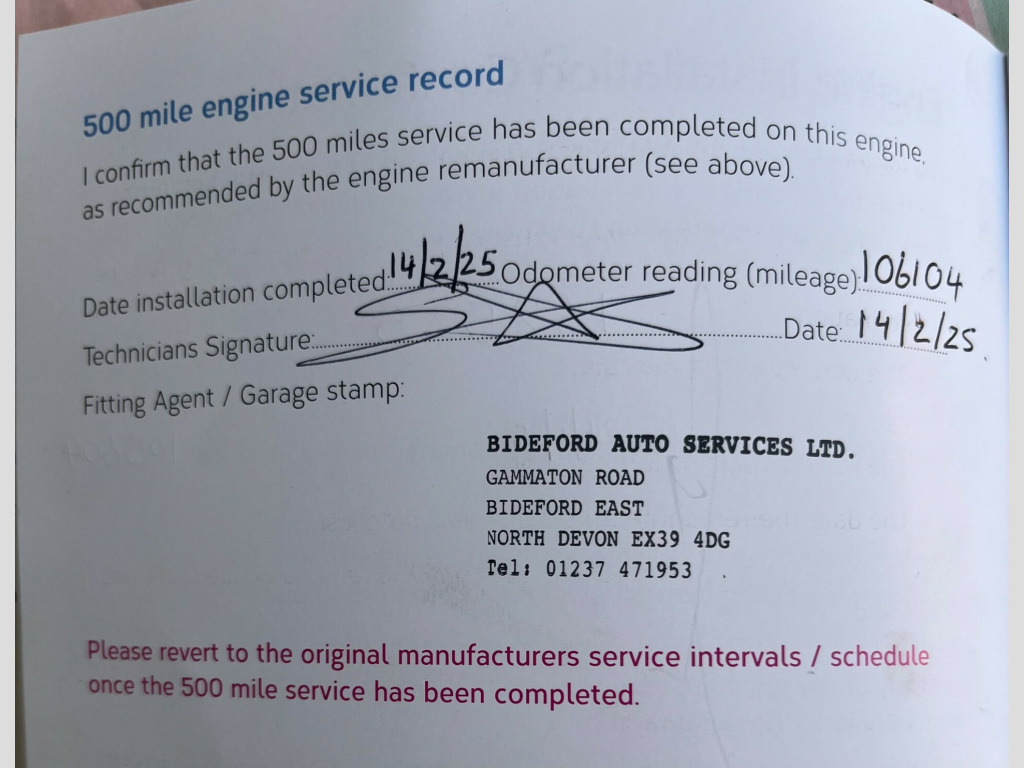 500 mile engine service record
I confirm that the 500 miles service has been completed on this engine,
as recommended by the engine remanufacturer (see above).
Date installation completed: 14/2/25 Odometer reading (mileage): 106104
Technicians Signature: Date: 14/2/25
Fitting Agent / Garage stamp:
BIDEFORD AUTO SERVICES LTD.
GAMMATON ROAD
BIDEFORD EAST
NORTH DEVON EX39 4DG
Tel: 01237 471953
Please revert to the original manufacturers service intervals / schedule
once the 500 mile service has been completed.